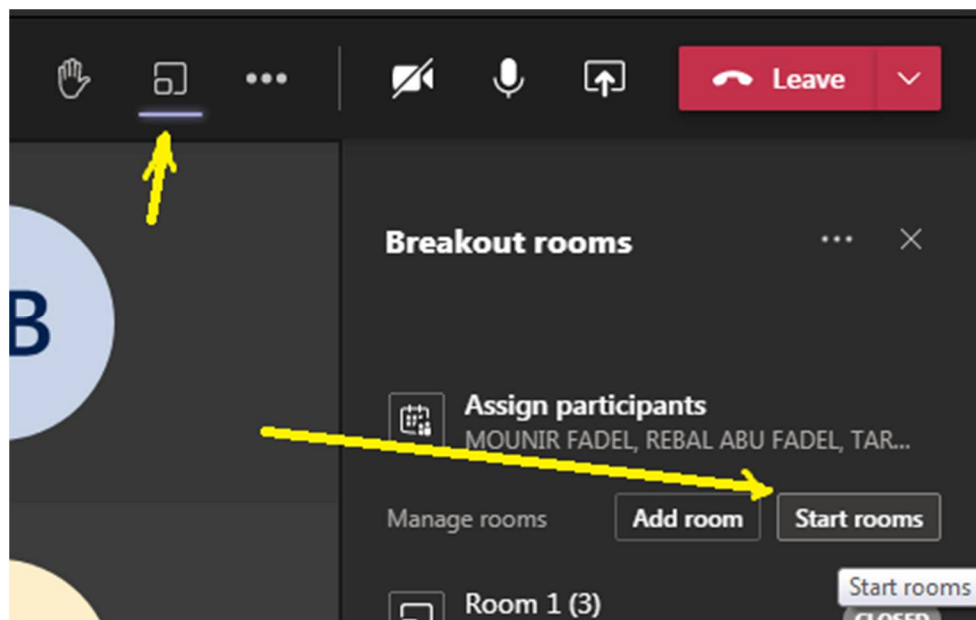 Leave
Breakout rooms
B
Assign participants
MOUNIR FADEL, REBAL ABU FADEL, TAR...
Manage rooms Add room Start rooms
Start rooms
Room 1 (3)
CLOSED